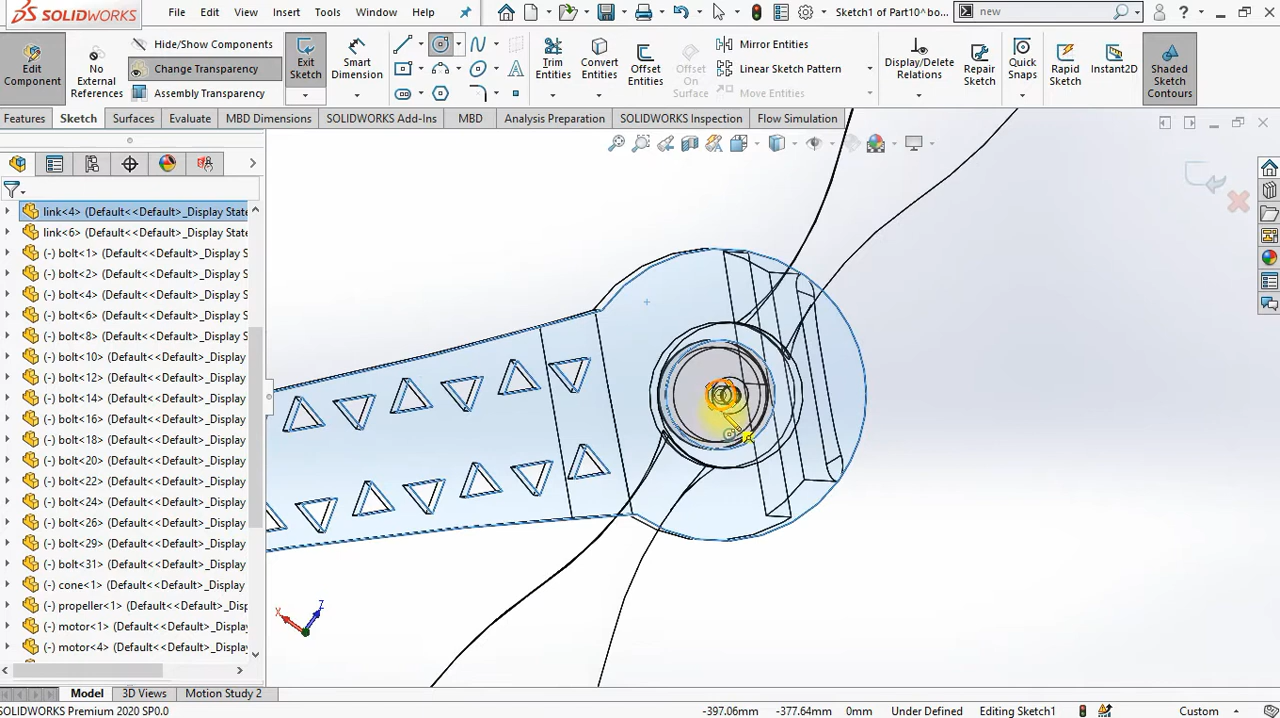 SOLIDWORKS File Edit View Insert Tools Window Help Sketch1 of Part10^ bo... new ?
Edit Component No External References Hide/Show Components Change Transparency Assembly Transparency Exit Sketch Smart Dimension Trim Entities Convert Entities Offset Entities Offset On Surface Mirror Entities Linear Sketch Pattern Move Entities Display/Delete Relations Repair Sketch Quick Snaps Rapid Sketch Instant2D Shaded Sketch Contours
Features Sketch Surfaces Evaluate MBD Dimensions SOLIDWORKS Add-Ins MBD Analysis Preparation SOLIDWORKS Inspection Flow Simulation
link<4> (Default<<Default>_Display State
link<6> (Default<<Default>_Display State
(-) bolt<1> (Default<<Default>_Display S
(-) bolt<2> (Default<<Default>_Display S
(-) bolt<4> (Default<<Default>_Display S
(-) bolt<6> (Default<<Default>_Display S
(-) bolt<8> (Default<<Default>_Display S
(-) bolt<10> (Default<<Default>_Display
(-) bolt<12> (Default<<Default>_Display
(-) bolt<14> (Default<<Default>_Display
(-) bolt<16> (Default<<Default>_Display
(-) bolt<18> (Default<<Default>_Display
(-) bolt<20> (Default<<Default>_Display
(-) bolt<22> (Default<<Default>_Display
(-) bolt<24> (Default<<Default>_Display
(-) bolt<26> (Default<<Default>_Display
(-) bolt<29> (Default<<Default>_Display
(-) bolt<31> (Default<<Default>_Display
(-) cone<1> (Default<<Default>_Display
(-) propeller<1> (Default<<Default>_Disp
(-) motor<1> (Default<<Default>_Display
(-) motor<4> (Default<<Default>_Display
X Z
Model 3D Views Motion Study 2
SOLIDWORKS Premium 2020 SP0.0 -397.06mm -377.64mm 0mm Under Defined Editing Sketch1 Custom